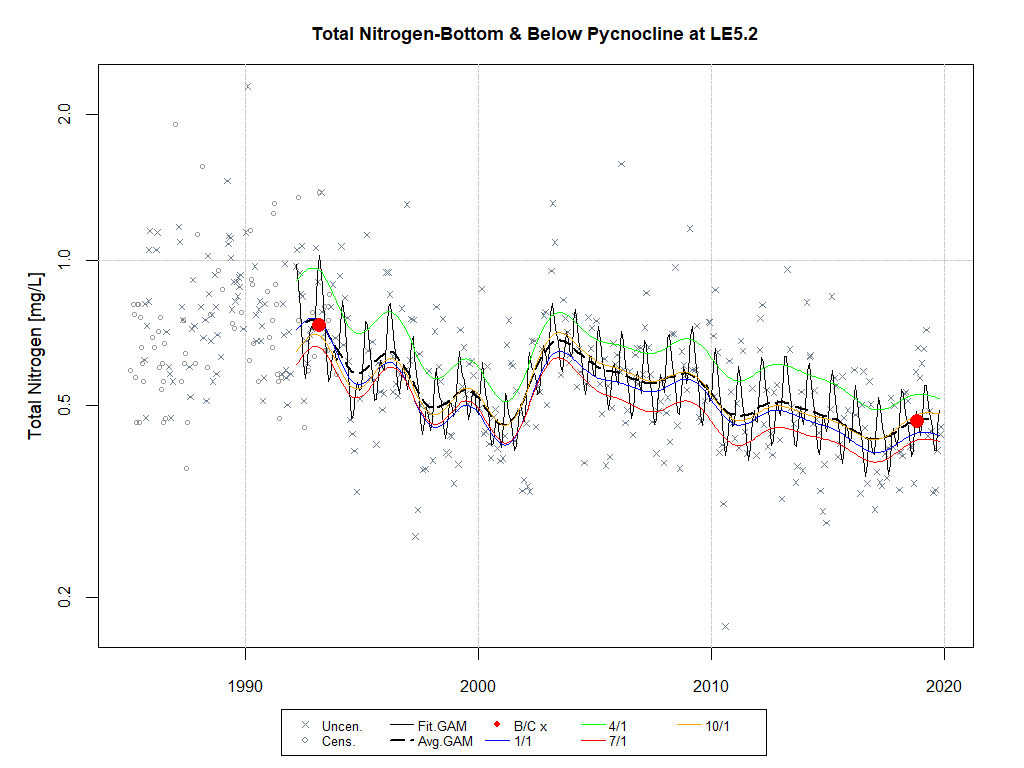 Total Nitrogen-Bottom & Below Pycnocline at LE5.2
Total Nitrogen [mg/L]
2.0
1.0
0.5
0.2
1990 2000 2010 2020
Uncen. Fit.GAM B/C x 4/1 10/1
Cens. Avg.GAM 1/1 7/1